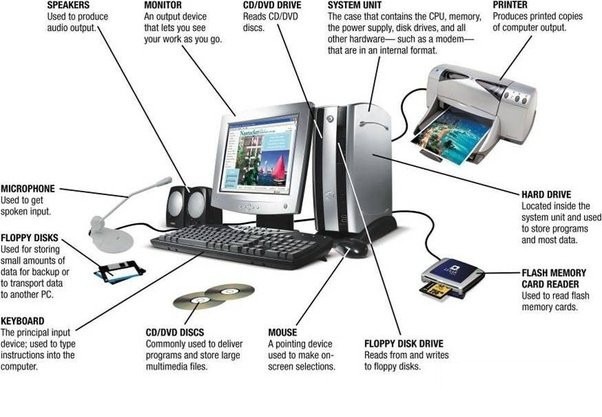 SPEAKERS
Used to produce
audio output.
MONITOR
An output device
that lets you see
your work as you go.
CD/DVD DRIVE
Reads CD/DVD
discs.
SYSTEM UNIT
The case that contains the CPU, memory,
the power supply, disk drives, and all
other hardware— such as a modem—
that are in an internal format.
PRINTER
Produces printed copies
of computer output.
MICROPHONE
Used to get
spoken input.
FLOPPY DISKS
Used for storing
small amounts of
data for backup or
to transport data
to another PC.
KEYBOARD
The principal input
device; used to type
instructions into the
computer.
CD/DVD DISCS
Commonly used to deliver
programs and store large
multimedia files.
MOUSE
A pointing device
used to make on-
screen selections.
FLOPPY DISK DRIVE
Reads from and writes
to floppy disks.
HARD DRIVE
Located inside the
system unit and used
to store programs
and most data.
FLASH MEMORY
CARD READER
Used to read flash
memory cards.